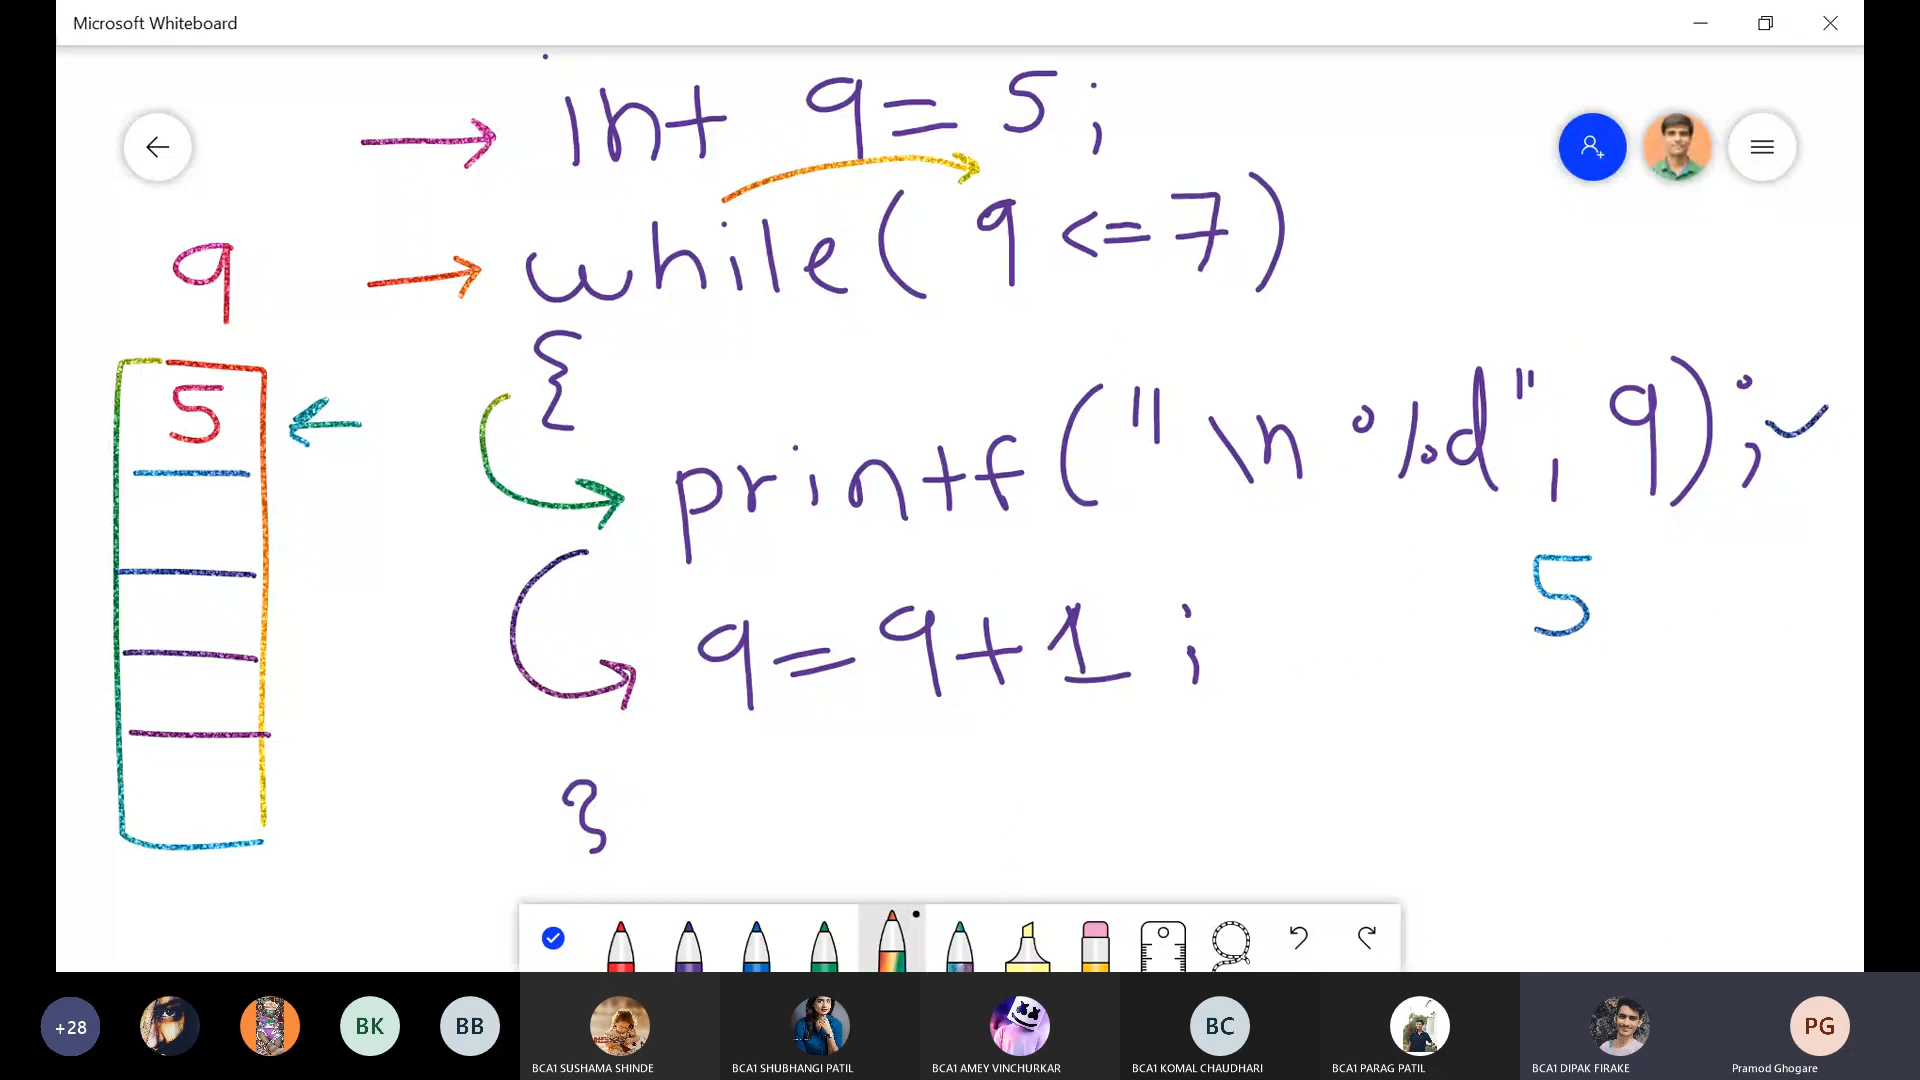 Microsoft Whiteboard
int q = 5 ;
while( q <= 7 )
q
{
5
printf( " \n %d " , q ) ;
5
q = q + 1 ;
}
+28
BK
BB
BC
PG
BCA1 SUSHAMA SHINDE
BCA1 SHUBHANGI PATIL
BCA1 AMEY VINCHURKAR
BCA1 KOMAL CHAUDHARI
BCA1 PARAG PATIL
BCA1 DIPAK FIRAKE
Pramod Ghogare